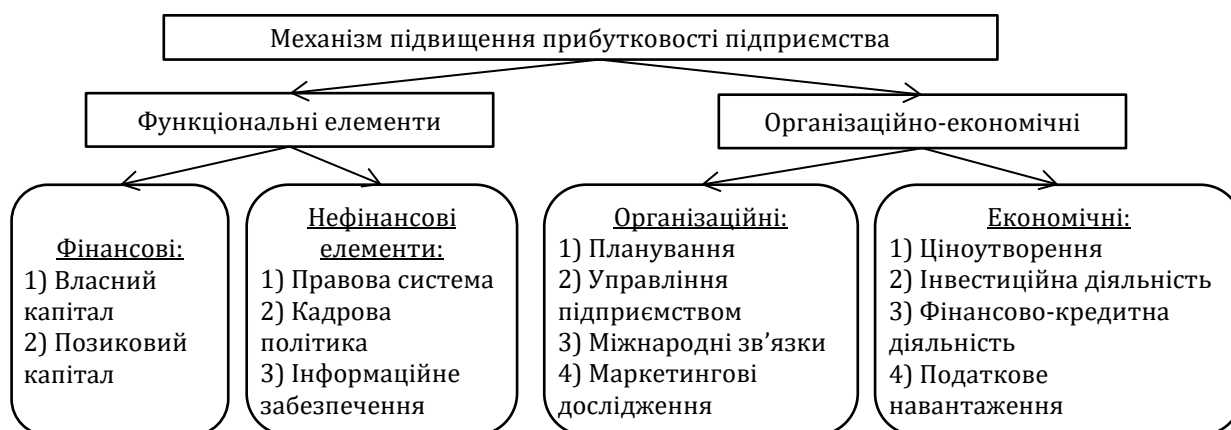 Механізм підвищення прибутковості підприємства
Функціональні елементи
Організаційно-економічні
Фінансові:
1) Власний
капітал
2) Позиковий
капітал
Нефінансові
елементи:
1) Правова система
2) Кадрова
політика
3) Інформаційне
забезпечення
Організаційні:
1) Планування
2) Управління
підприємством
3) Міжнародні зв’язки
4) Маркетингові
дослідження
Економічні:
1) Ціноутворення
2) Інвестиційна діяльність
3) Фінансово-кредитна
діяльність
4) Податкове
навантаження